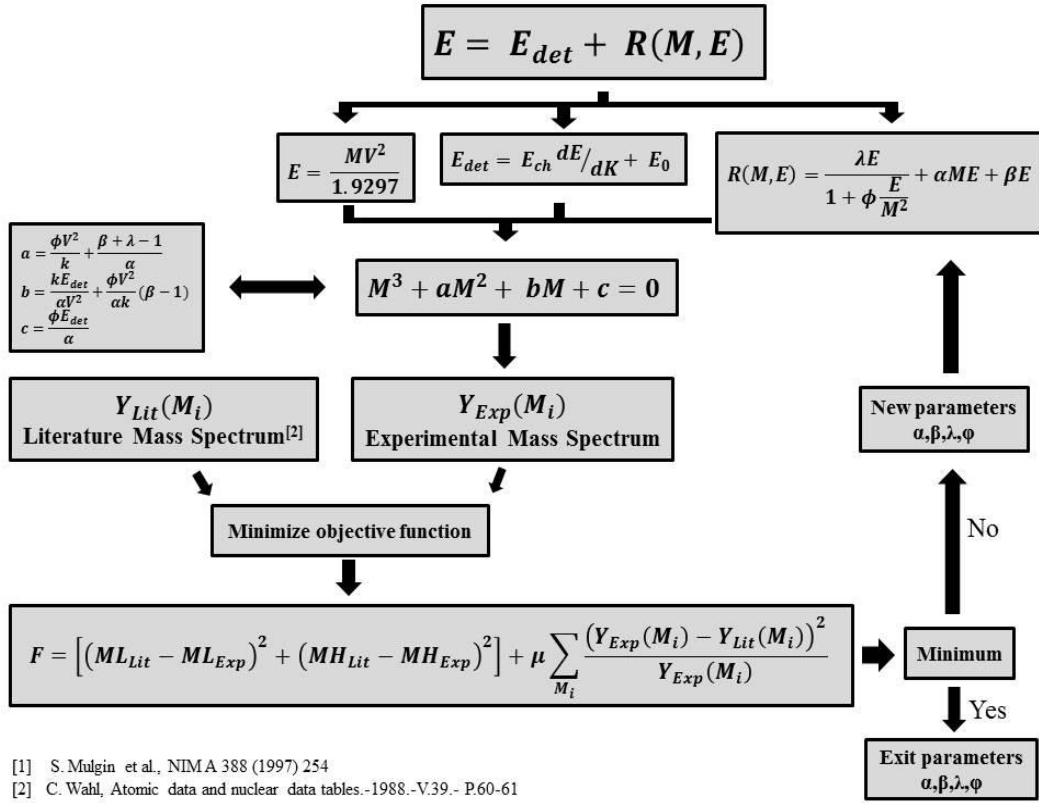 E = E_det + R(M, E)
E = MV²/1.9297
E_det = E_ch dE/dK + E_0
R(M, E) = λE/(1 + ϕ E/M²) + αME + βE
a = ϕV²/k + (β + λ − 1)/α
b = kE_det/αV² + ϕV²/αk (β − 1)
c = ϕE_det/α
M³ + aM² + bM + c = 0
Y_Lit(M_i)
Literature Mass Spectrum[2]
Y_Exp(M_i)
Experimental Mass Spectrum
New parameters
α,β,λ,φ
Minimize objective function
No
F = [(ML_Lit − ML_Exp)² + (MH_Lit − MH_Exp)²] + μ ∑_{M_i} (Y_Exp(M_i) − Y_Lit(M_i))²/Y_Exp(M_i)
Minimum
Yes
Exit parameters
α,β,λ,φ
[1] S. Mulgin et al., NIM A 388 (1997) 254
[2] C. Wahl, Atomic data and nuclear data tables.-1988.-V.39.- P.60-61